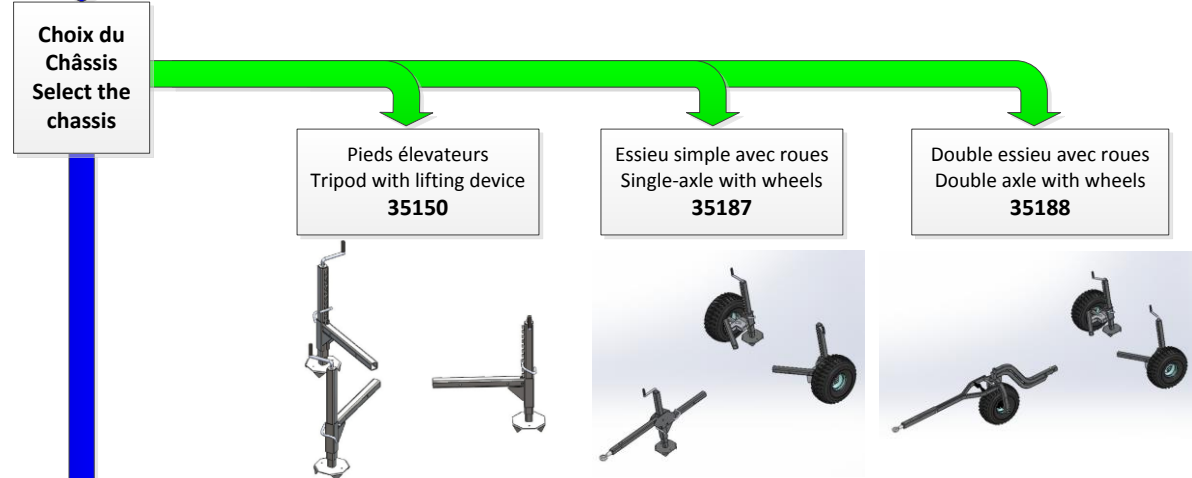 Choix du
Châssis
Select the
chassis
Pieds élevateurs
Tripod with lifting device
35150
Essieu simple avec roues
Single-axle with wheels
35187
Double essieu avec roues
Double axle with wheels
35188